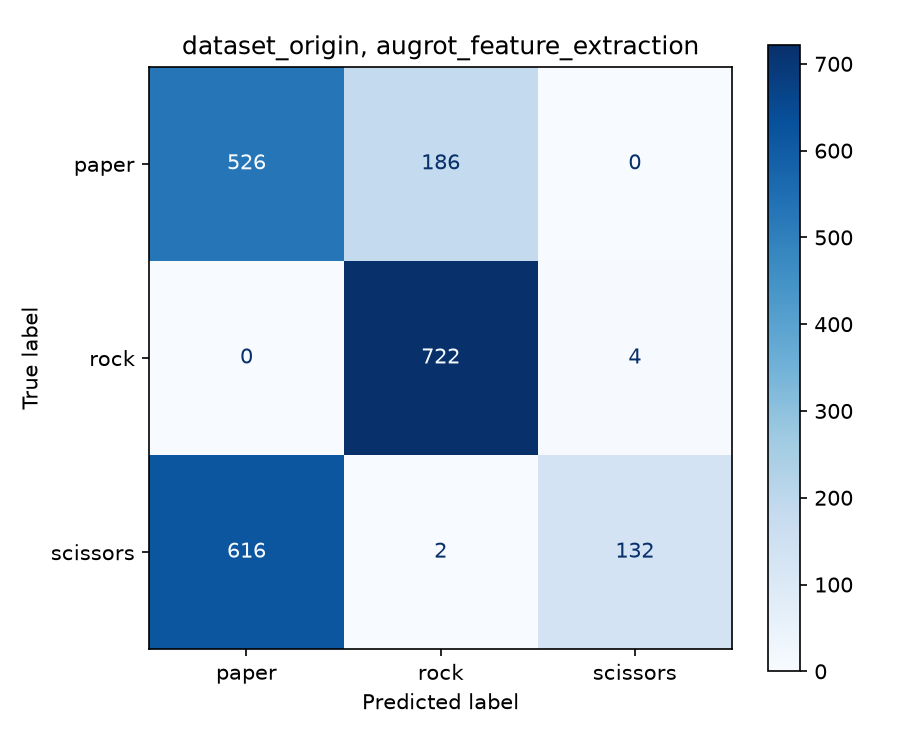 dataset_origin, augrot_feature_extraction
True label
paper
526
186
0
rock
0
722
4
scissors
616
2
132
paper rock scissors
Predicted label
700
600
500
400
300
200
100
0